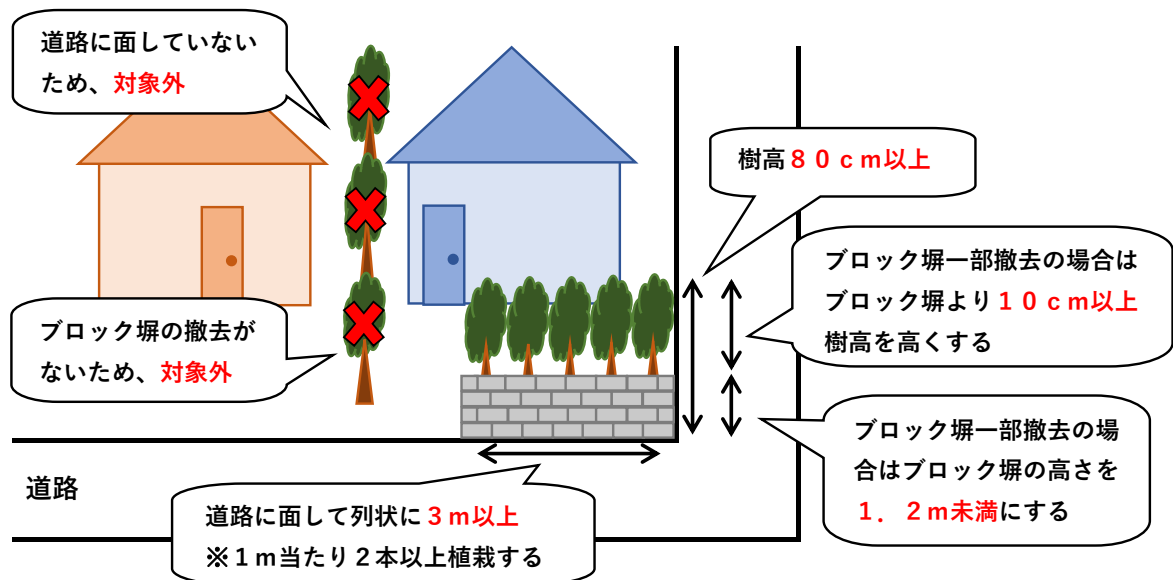 道路に面していない
ため、対象外
樹高８０ｃｍ以上
ブロック塀一部撤去の場合は
ブロック塀より１０ｃｍ以上
樹高を高くする
ブロック塀の撤去が
ないため、対象外
ブロック塀一部撤去の場
合はブロック塀の高さを
１．２ｍ未満にする
道路
道路に面して列状に３ｍ以上
※１ｍ当たり２本以上植栽する